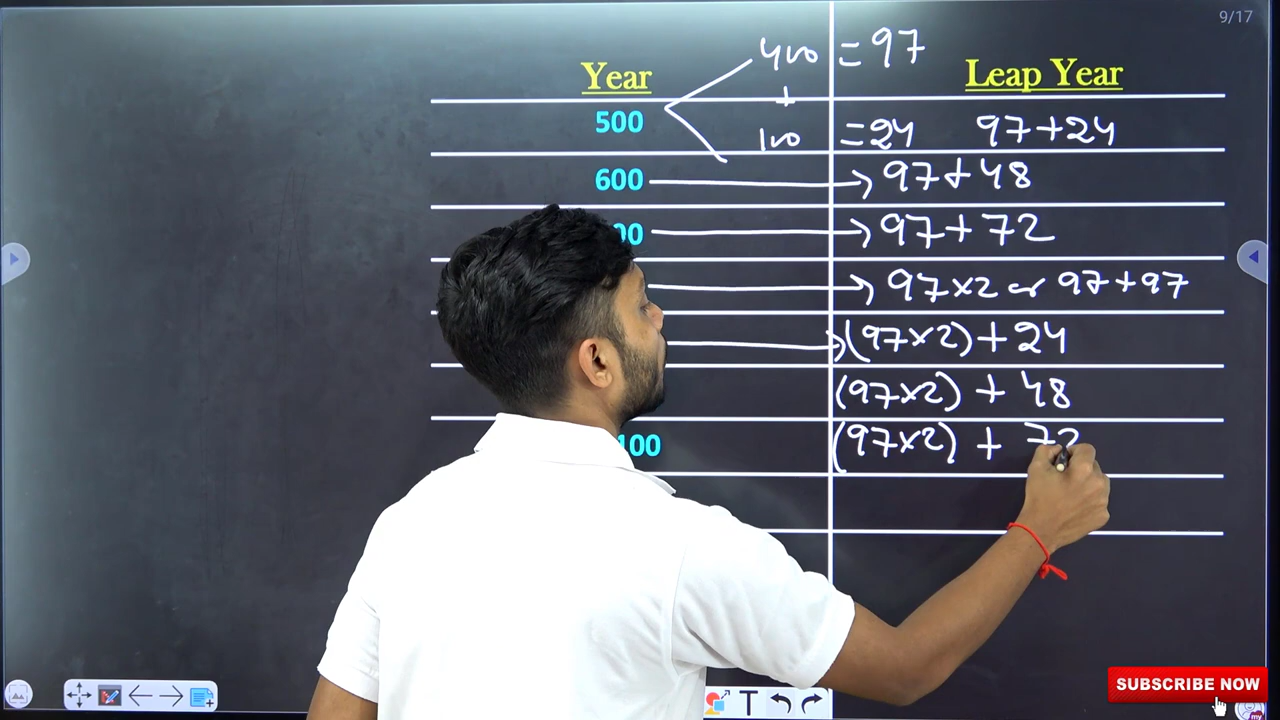 9/17
400 = 97
Year Leap Year
+
500 100 = 24 97+24
600 → 97+48
00 → 97+72
→ 97×2 or 97+97
→ (97×2) + 24
(97×2) + 48
100 (97×2) + 72
SUBSCRIBE NOW
T